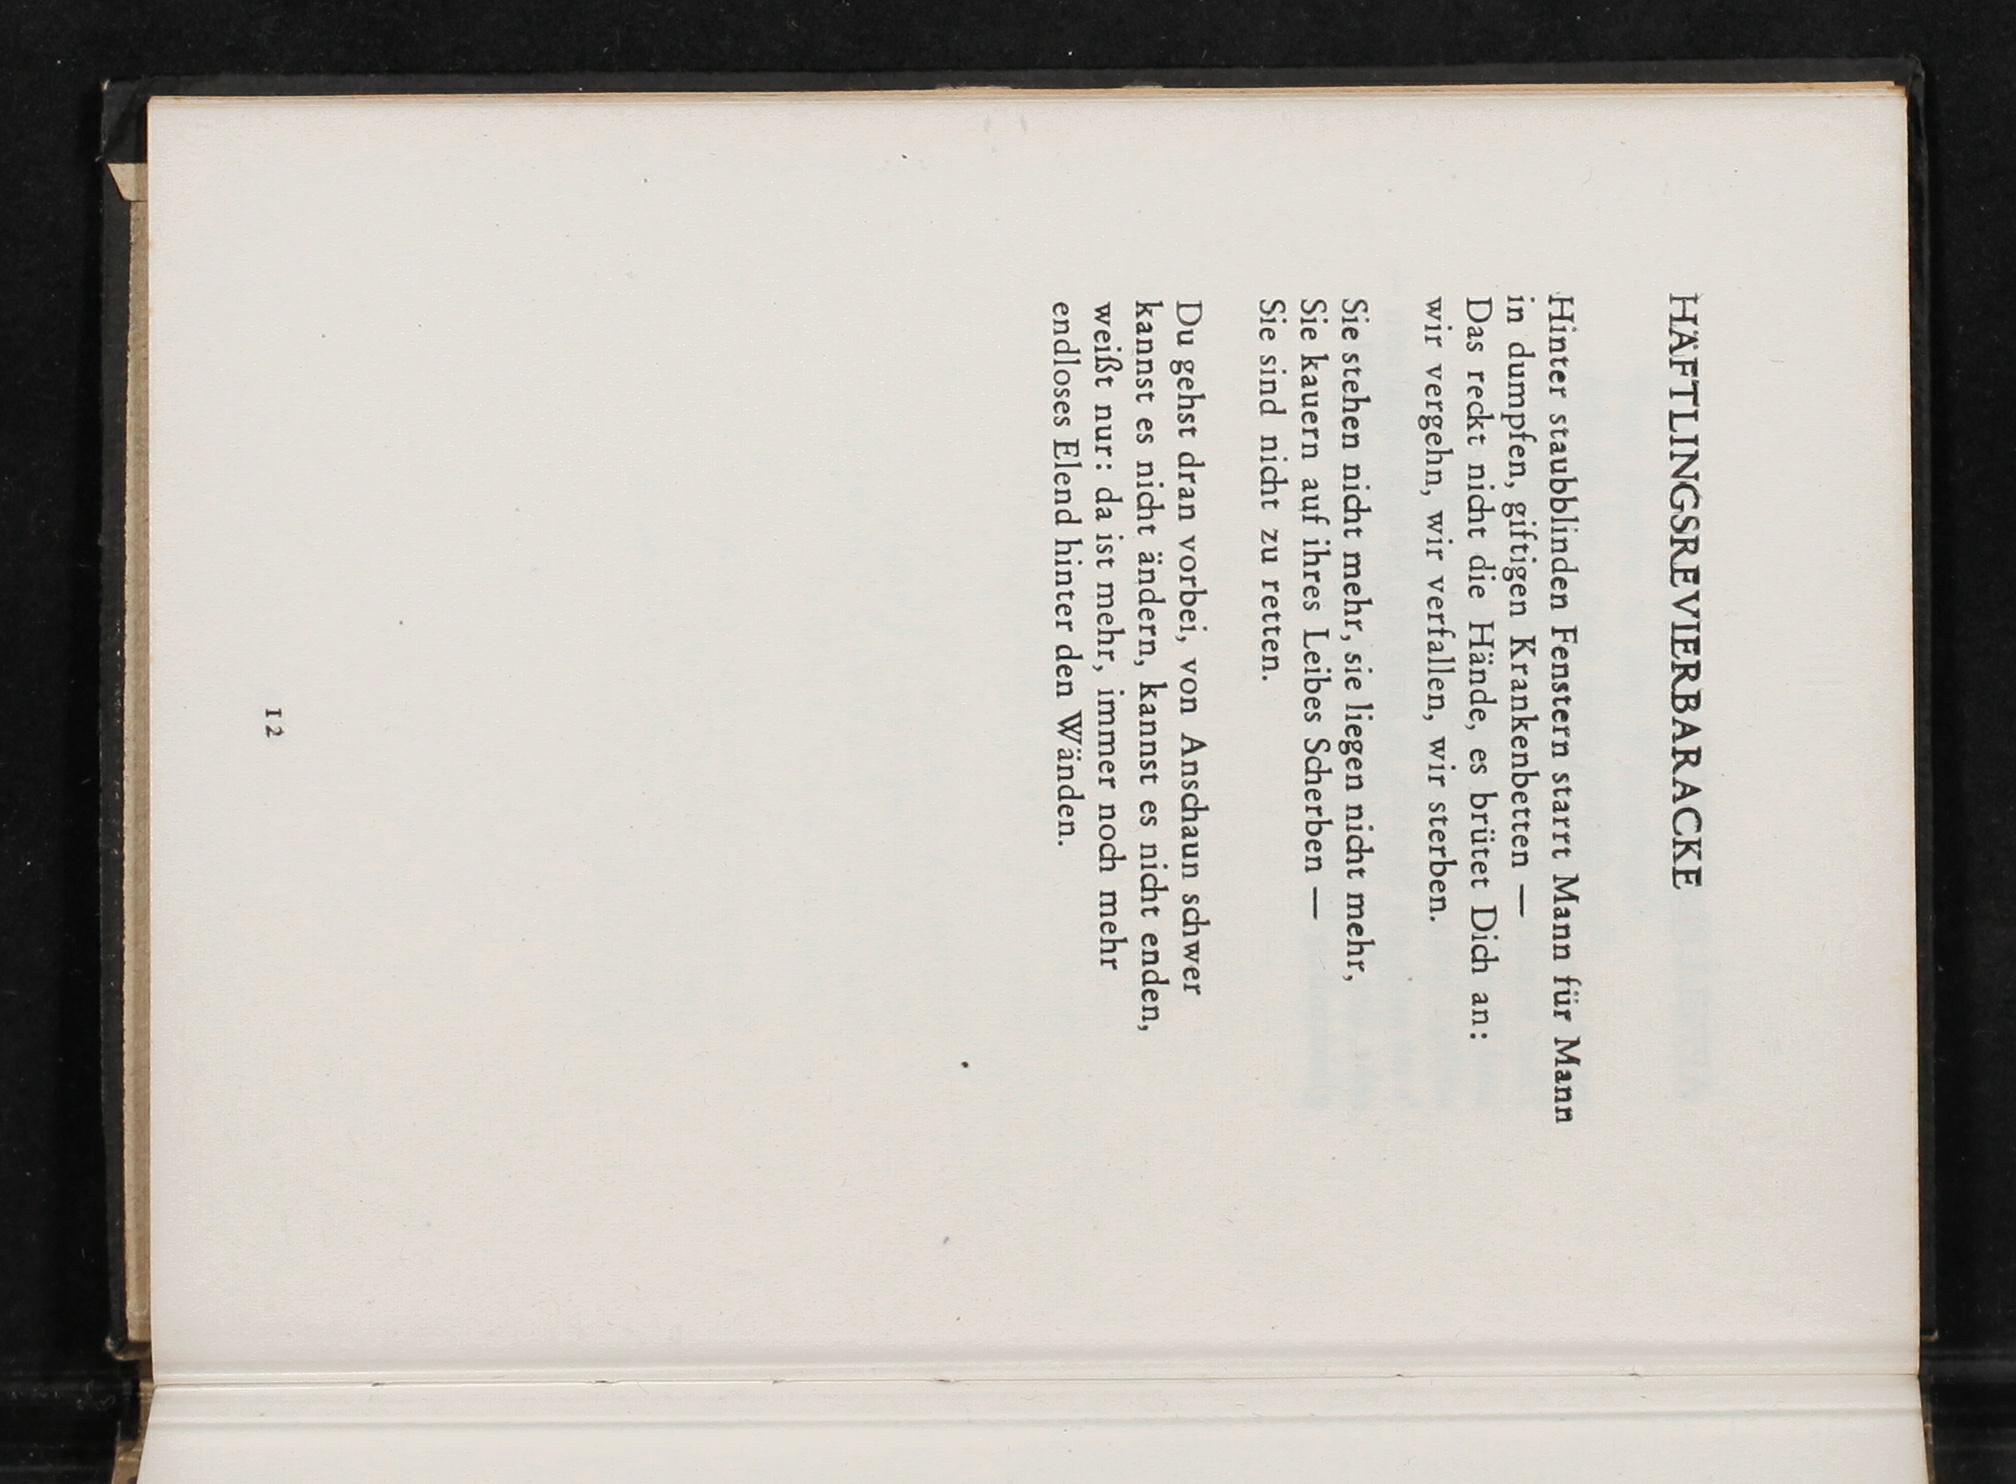 HÄFTLINGSREVIERBARACKE
Hinter staubblinden Fenstern starrt Mann für Mann
in dumpfen, giftigen Krankenbetten —
Das reckt nicht die Hände, es brütet Dich an:
wir vergehn, wir verfallen, wir sterben.
Sie stehen nicht mehr, sie liegen nicht mehr,
Sie kauern auf ihres Leibes Scherben —
Sie sind nicht zu retten.
Du gehst dran vorbei, von Anschaun schwer
kannst es nicht ändern, kannst es nicht enden,
weißt nur: da ist mehr, immer noch mehr
endloses Elend hinter den Wänden.
12